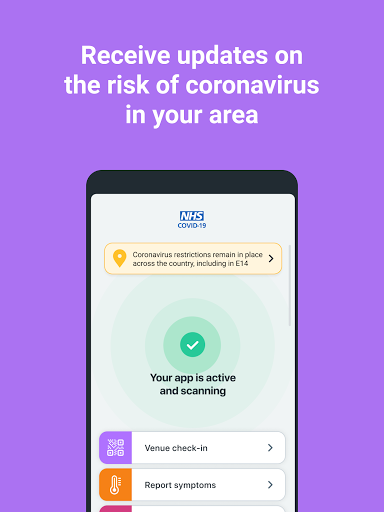 Receive updates on
the risk of coronavirus
in your area
NHS
COVID-19
Coronavirus restrictions remain in place
across the country, including in E14
Your app is active
and scanning
Venue check-in
Report symptoms